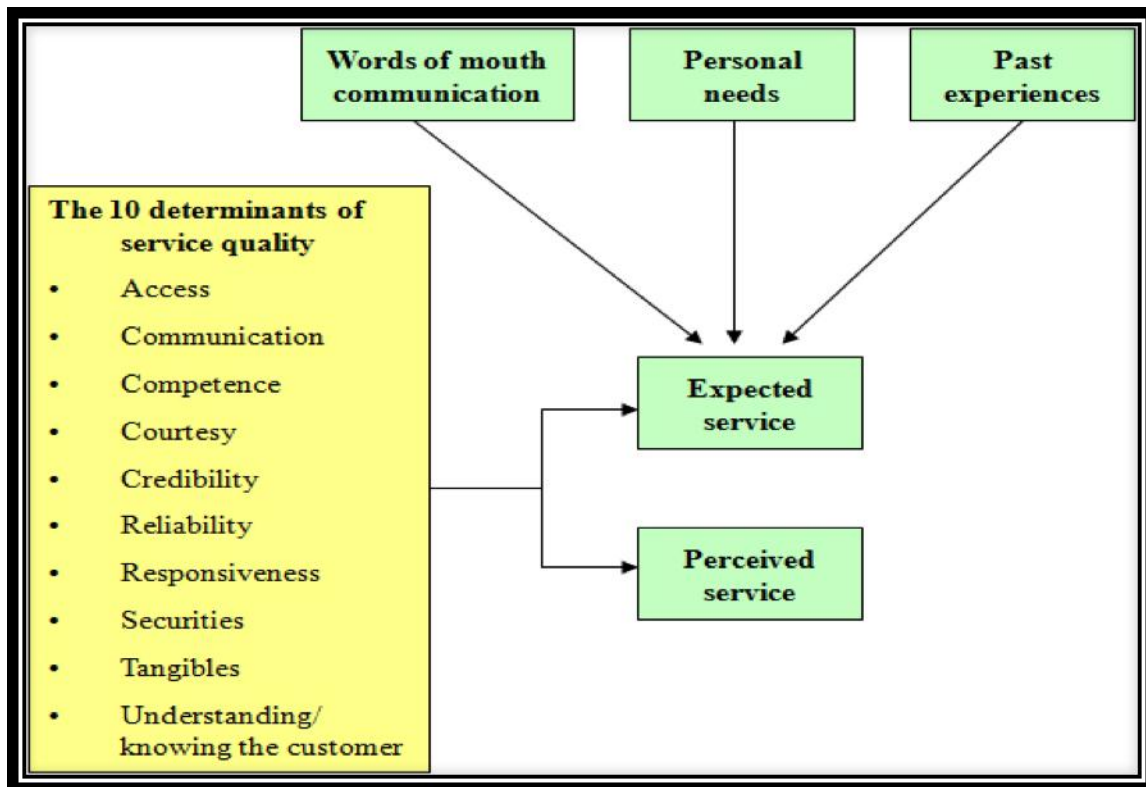 Words of mouth
communication
Personal
needs
Past
experiences
The 10 determinants of
service quality
• Access
• Communication
• Competence
• Courtesy
• Credibility
• Reliability
• Responsiveness
• Securities
• Tangibles
• Understanding/
knowing the customer
Expected
service
Perceived
service